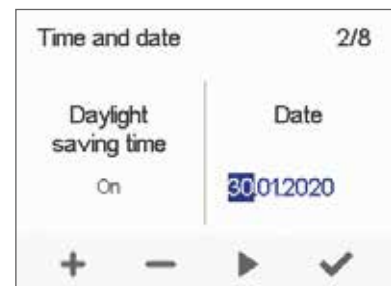 Time and date 2/8
Daylight
saving time
On
Date
30.01.2020